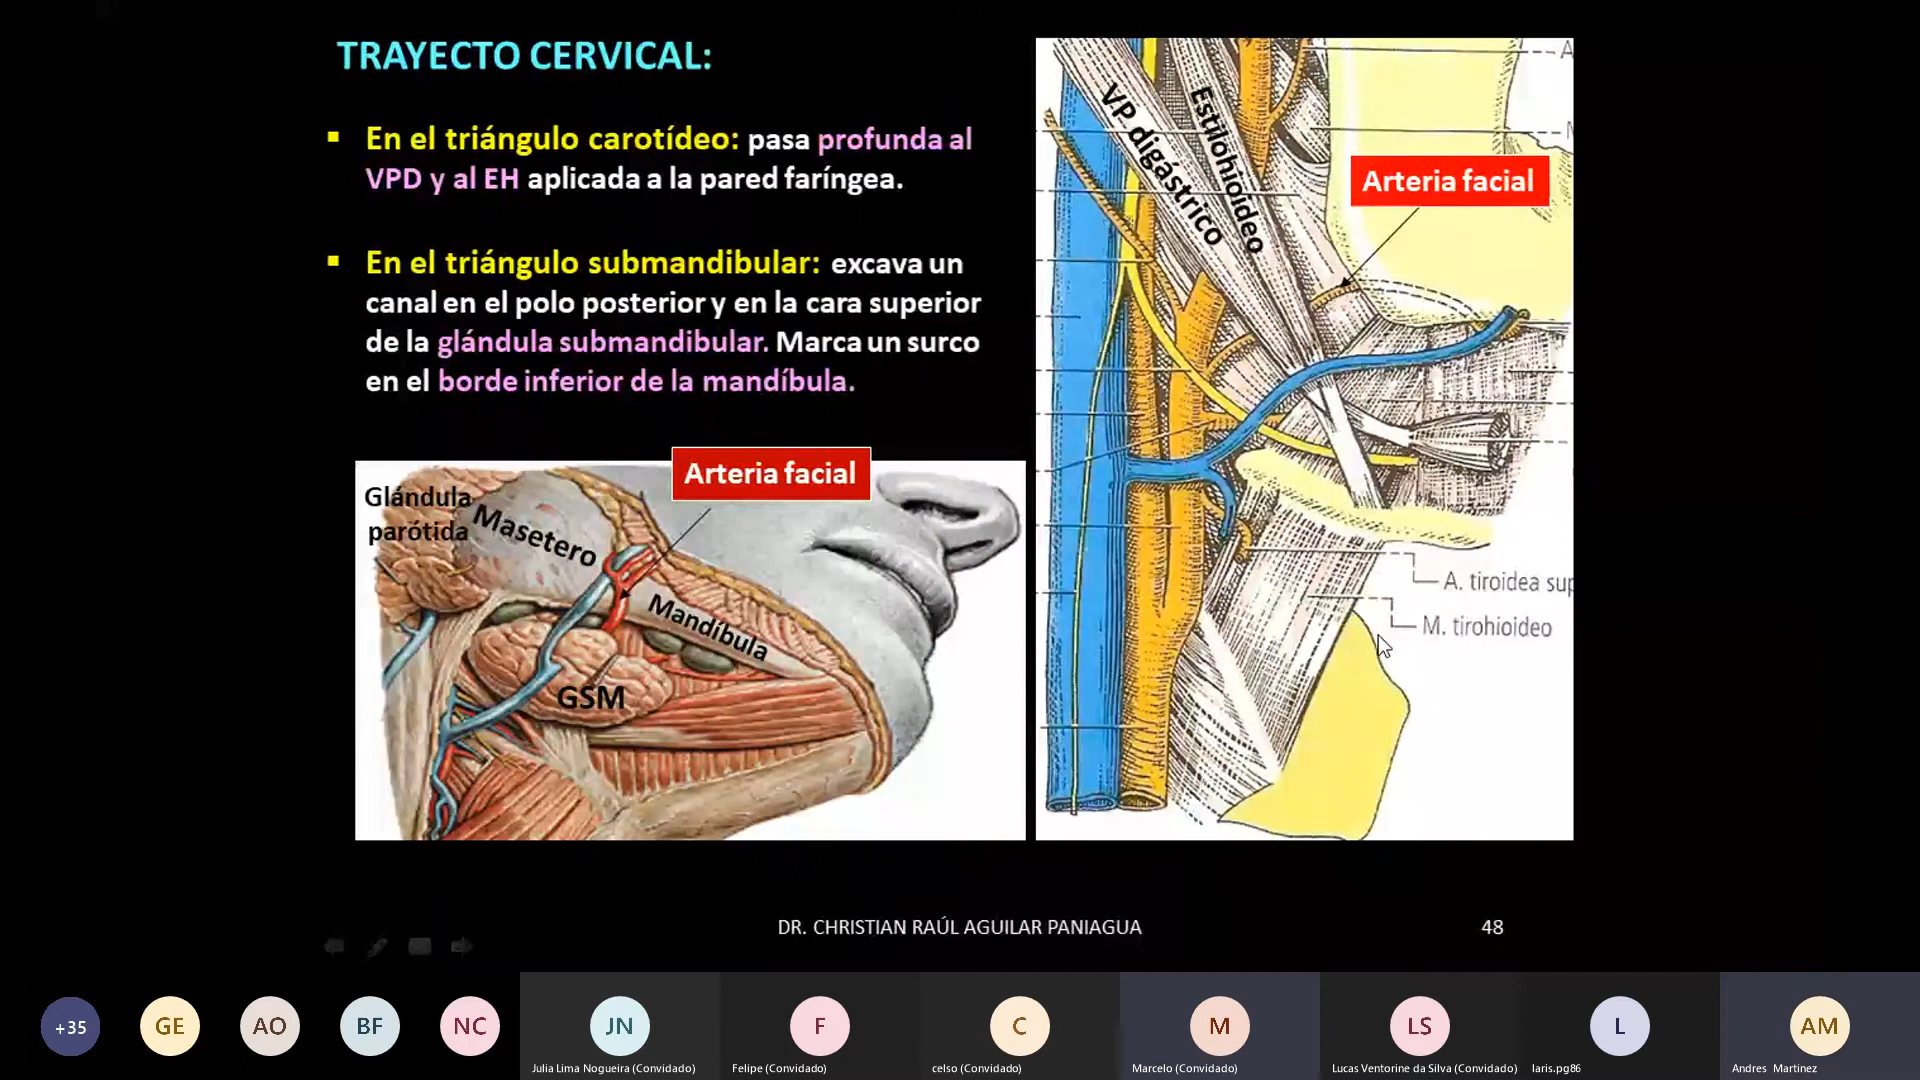 TRAYECTO CERVICAL:
▪ En el triángulo carotídeo: pasa profunda al
VPD y al EH aplicada a la pared faríngea.
▪ En el triángulo submandibular: excava un
canal en el polo posterior y en la cara superior
de la glándula submandibular. Marca un surco
en el borde inferior de la mandíbula.
Arteria facial
Glándula
parótida
Masetero
Mandíbula
GSM
VP digástrico
Estilohioideo
Arteria facial
A
A. tiroidea sup
M. tirohioideo
DR. CHRISTIAN RAÚL AGUILAR PANIAGUA
48
+35
GE
AO
BF
NC
JN
F
C
M
LS
L
AM
Julia Lima Nogueira (Convidado)
Felipe (Convidado)
celso (Convidado)
Marcelo (Convidado)
Lucas Ventorine da Silva (Convidado)
laris.pg86
Andres Martinez